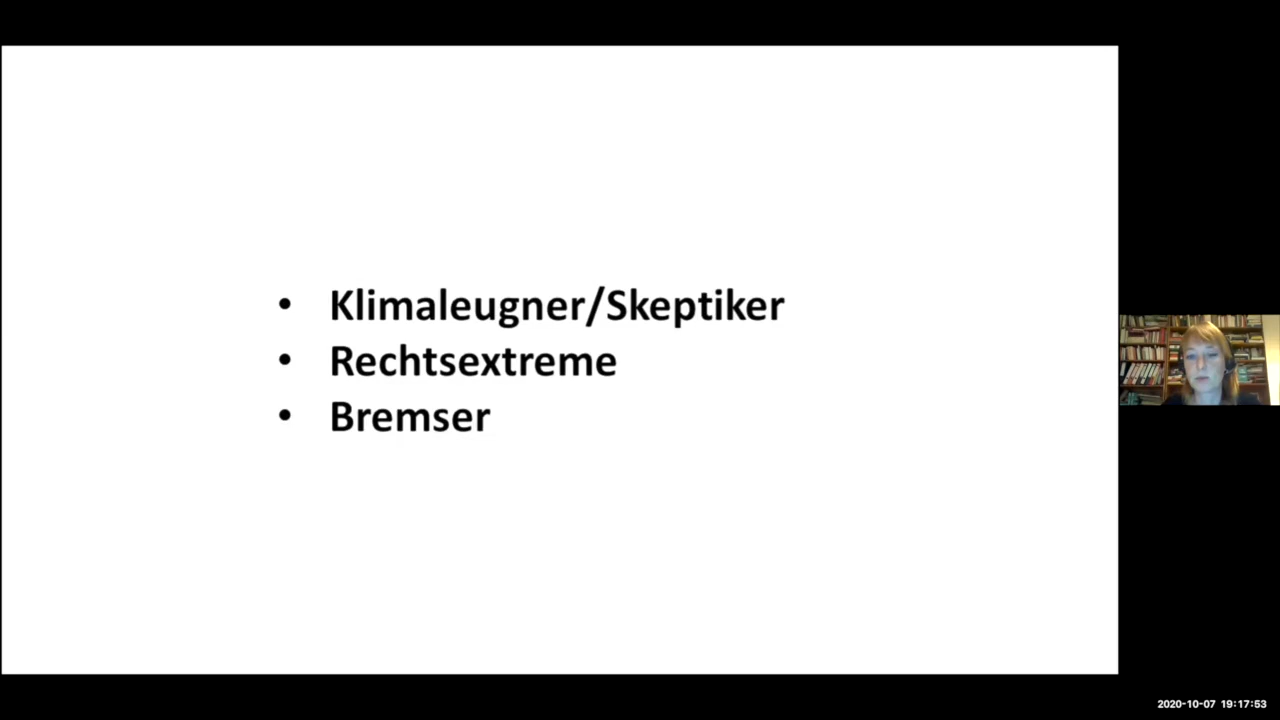 • Klimaleugner/Skeptiker
• Rechtsextreme
• Bremser
2020-10-07 19:17:53